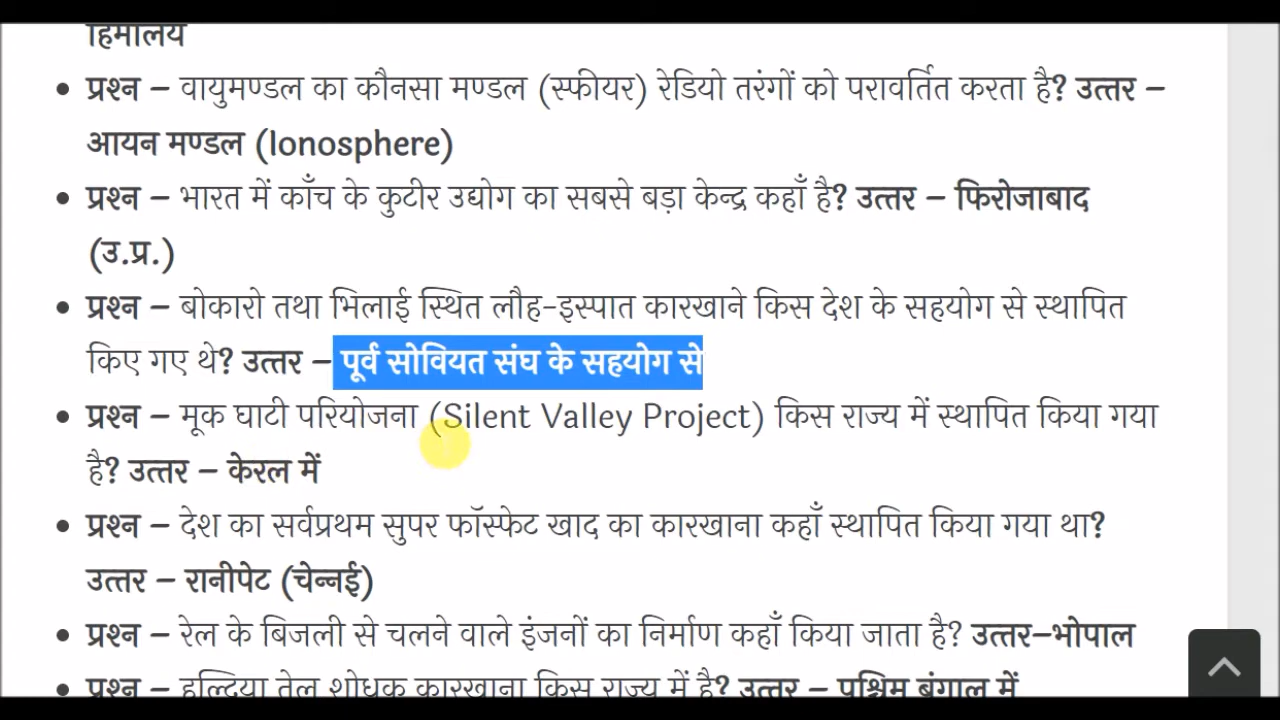 हिमालय
प्रश्न – वायुमण्डल का कौनसा मण्डल (स्फीयर) रेडियो तरंगों को परावर्तित करता है? उत्तर –
आयन मण्डल (Ionosphere)
प्रश्न – भारत में काँच के कुटीर उद्योग का सबसे बड़ा केन्द्र कहाँ है? उत्तर – फिरोजाबाद
(उ.प्र.)
प्रश्न – बोकारो तथा भिलाई स्थित लौह-इस्पात कारखाने किस देश के सहयोग से स्थापित
किए गए थे? उत्तर – पूर्व सोवियत संघ के सहयोग से
प्रश्न – मूक घाटी परियोजना (Silent Valley Project) किस राज्य में स्थापित किया गया
है? उत्तर – केरल में
प्रश्न – देश का सर्वप्रथम सुपर फॉस्फेट खाद का कारखाना कहाँ स्थापित किया गया था?
उत्तर – रानीपेट (चेन्नई)
प्रश्न – रेल के बिजली से चलने वाले इंजनों का निर्माण कहाँ किया जाता है? उत्तर–भोपाल
प्रश्न – हल्दिया तेल शोधक कारखाना किस राज्य में है? उत्तर – पश्चिम बंगाल में